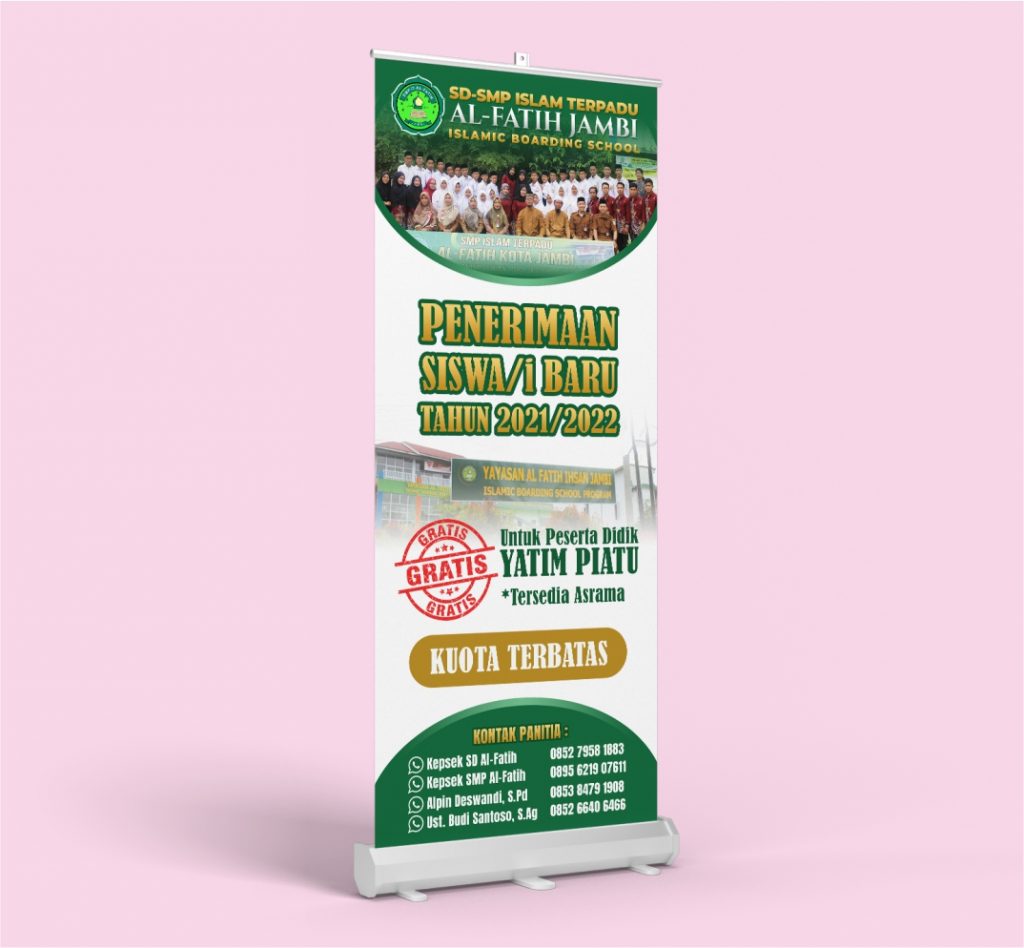 SD-SMP ISLAM TERPADU
AL-FATIH JAMBI
ISLAMIC BOARDING SCHOOL
SMP ISLAM TERPADU
AL-FATIH KOTA JAMBI
PENERIMAAN
SISWA/i BARU
TAHUN 2021/2022
YAYASAN AL FATIH IHSAN JAMBI
ISLAMIC BOARDING SCHOOL PROGRAM
GRATIS
GRATIS
GRATIS
Untuk Peserta Didik
YATIM PIATU
*Tersedia Asrama
KUOTA TERBATAS
KONTAK PANITIA :
Kepsek SD Al-Fatih 0852 7958 1883
Kepsek SMP Al-Fatih 0895 6219 07611
Alpin Deswandi, S.Pd 0853 8479 1908
Ust. Budi Santoso, S.Ag 0852 6640 6466